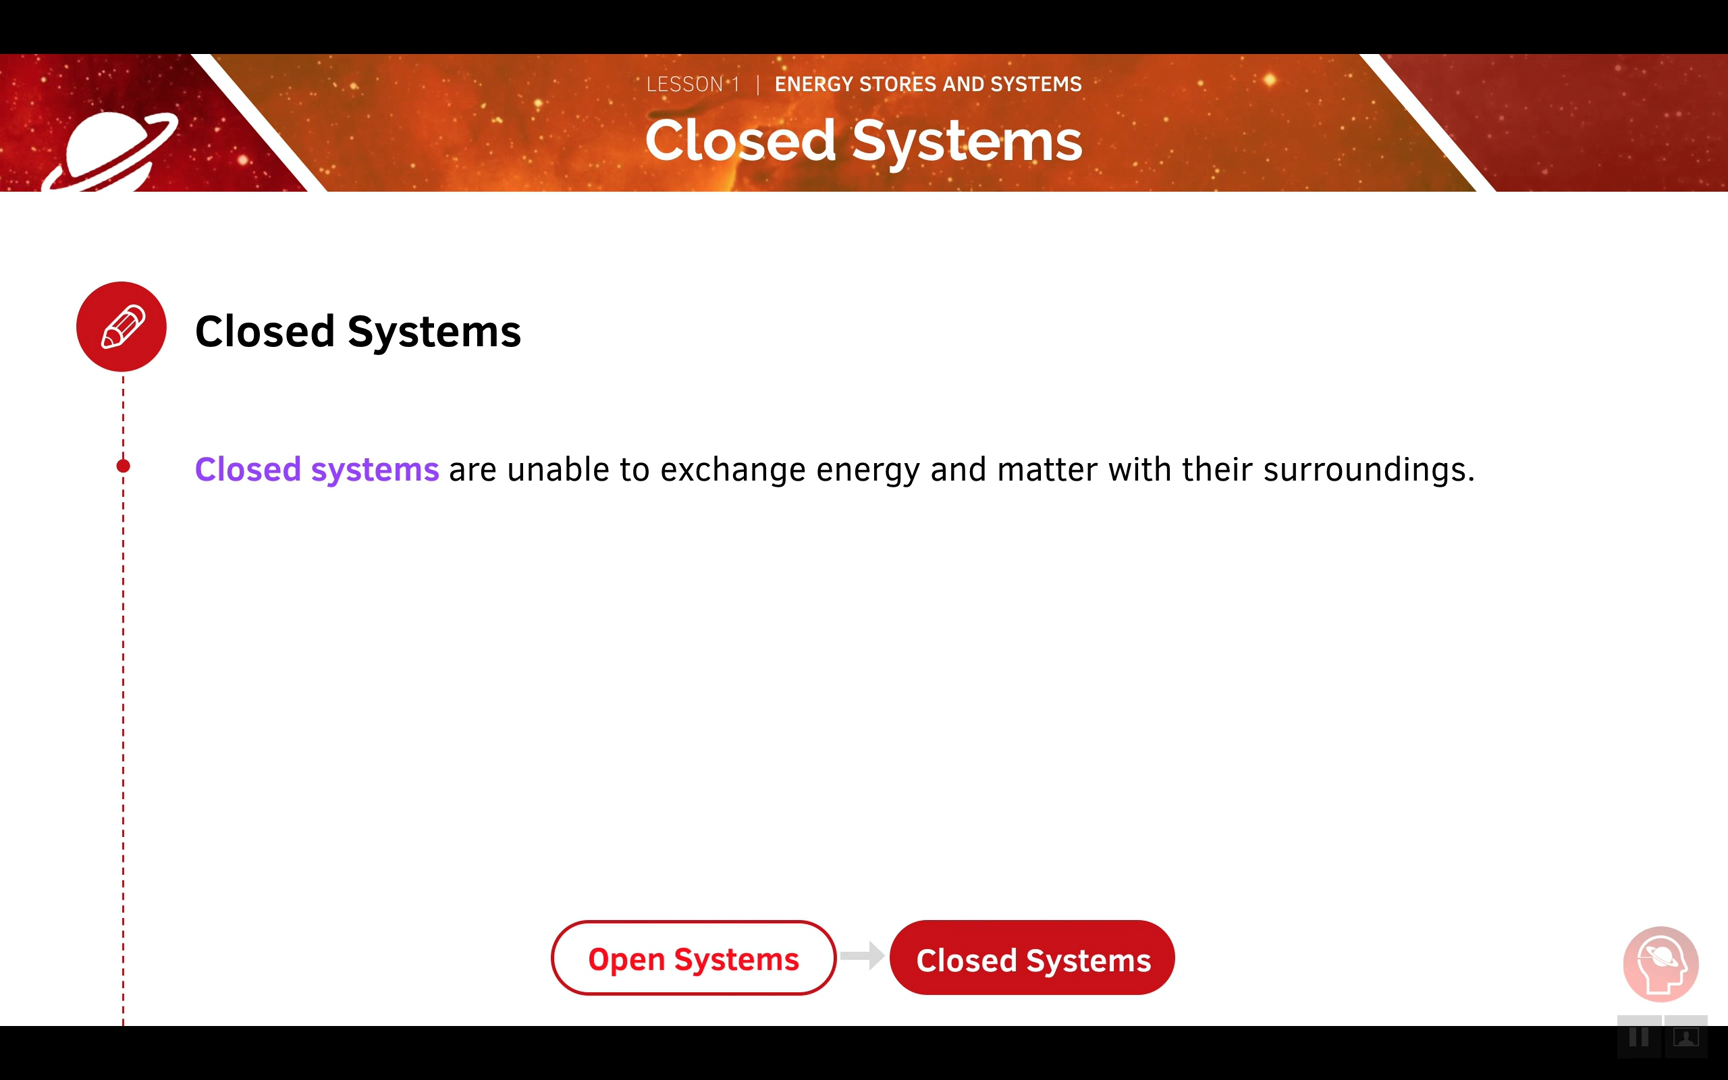 LESSON 1 | ENERGY STORES AND SYSTEMS
Closed Systems
Closed Systems
Closed systems are unable to exchange energy and matter with their surroundings.
Open Systems
Closed Systems